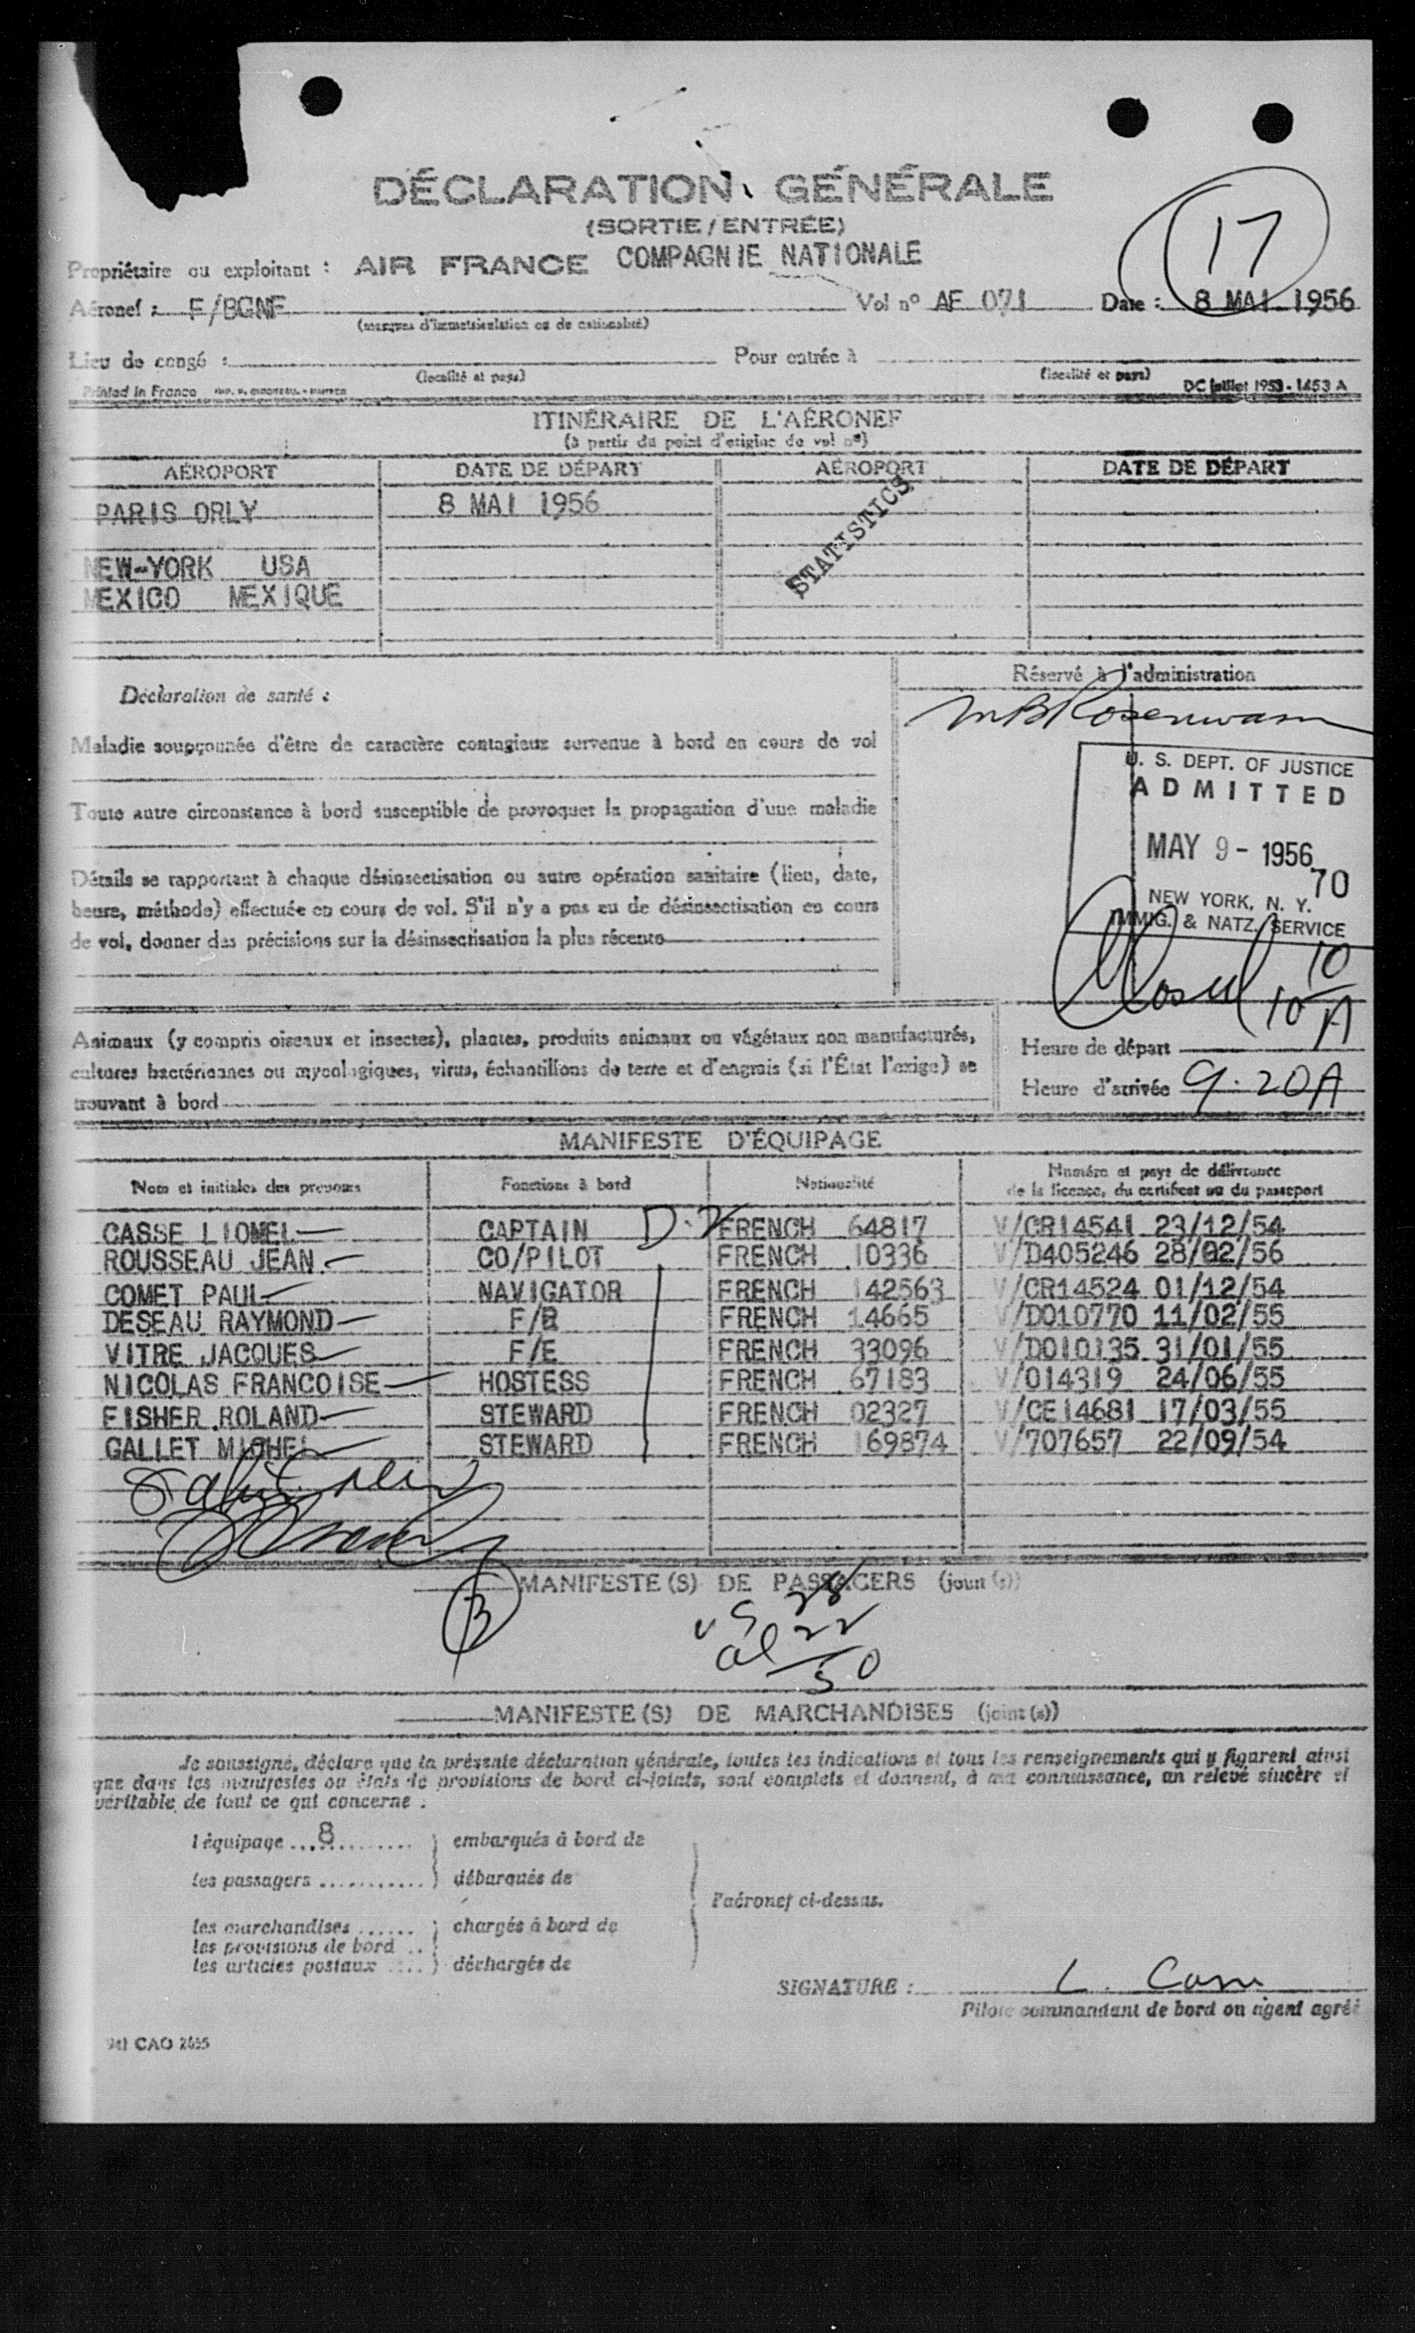 DÉCLARATION GÉNÉRALE
(SORTIE / ENTRÉE)
17
Propriétaire ou exploitant : AIR FRANCE COMPAGNIE NATIONALE
Aéronef : F/BGNF Vol nº AF 071 Date : 8 MAI 1956
(marques d'immatriculation ou de nationalité)
Lieu de congé : Pour entrée à
(localité et pays) (localité et pays)
Printed in France DC juillet 1953 - 1453 A
ITINÉRAIRE DE L'AÉRONEF
(à partir du point d'origine du vol nº)
AÉROPORT DATE DE DÉPART AÉROPORT DATE DE DÉPART
PARIS ORLY 8 MAI 1956
STATISTICS
NEW-YORK USA
MEXICO MEXIQUE
Réservé à l'administration
Déclaration de santé :
Maladie soupçonnée d'être de caractère contagieux survenue à bord en cours de vol
U. S. DEPT. OF JUSTICE
ADMITTED
Toute autre circonstance à bord susceptible de provoquer la propagation d'une maladie
MAY 9 - 1956
70
NEW YORK, N. Y.
IMMIG. & NATZ. SERVICE
Détails se rapportant à chaque désinsectisation ou autre opération sanitaire (lieu, date,
heure, méthode) effectuée en cours de vol. S'il n'y a pas eu de désinsectisation en cours
de vol, donner des précisions sur la désinsectisation la plus récente
10
10 A
Animaux (y compris oiseaux et insectes), plantes, produits animaux ou végétaux non manufacturés,
cultures bactériennes ou mycologiques, virus, échantillons de terre et d'engrais (si l'État l'exige) se
trouvant à bord
Heure de départ
Heure d'arrivée 9.20A
MANIFESTE D'ÉQUIPAGE
Nom et initiales des prenoms Fonctions à bord Nationalité Numéro et pays de délivrance
de la licence, du certificat ou du passeport
CASSE LIONEL CAPTAIN FRENCH 64817 V/CR14541 23/12/54
ROUSSEAU JEAN CO/PILOT FRENCH 10336 V/D405246 28/02/56
COMET PAUL NAVIGATOR FRENCH 142563 V/CR14524 01/12/54
DESEAU RAYMOND F/R FRENCH 14665 V/D010770 11/02/55
VITRE JACQUES F/E FRENCH 33096 V/D010135 31/01/55
NICOLAS FRANCOISE HOSTESS FRENCH 67183 V/014319 24/06/55
FISHER ROLAND STEWARD FRENCH 02327 V/CE14681 17/03/55
GALLET MICHEL STEWARD FRENCH 169874 V/707657 22/09/54
MANIFESTE(S) DE PASSAGERS (joint(s))
US 28
al 22
50
MANIFESTE(S) DE MARCHANDISES (joint(s))
Je soussigné, déclare que la présente déclaration générale, toutes les indications et tous les renseignements qui y figurent ainsi
que dans les manifestes ou états de provisions de bord ci-joints, sont complets et donnent, à ma connaissance, un relevé sincère et
véritable de tout ce qui concerne :
l'équipage ...8......... embarqués à bord de
les passagers ........... débarqués de
l'aéronef ci-dessus.
les marchandises ...... chargés à bord de
les provisions de bord ..
les articles postaux .... déchargés de
SIGNATURE : L. Casse
Pilote commandant de bord ou agent agréé
CAO 2655